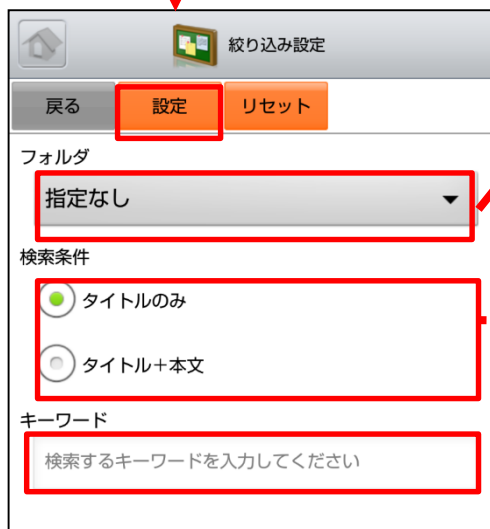 絞り込み設定
戻る 設定 リセット
フォルダ
指定なし
検索条件
タイトルのみ
タイトル+本文
キーワード
検索するキーワードを入力してください